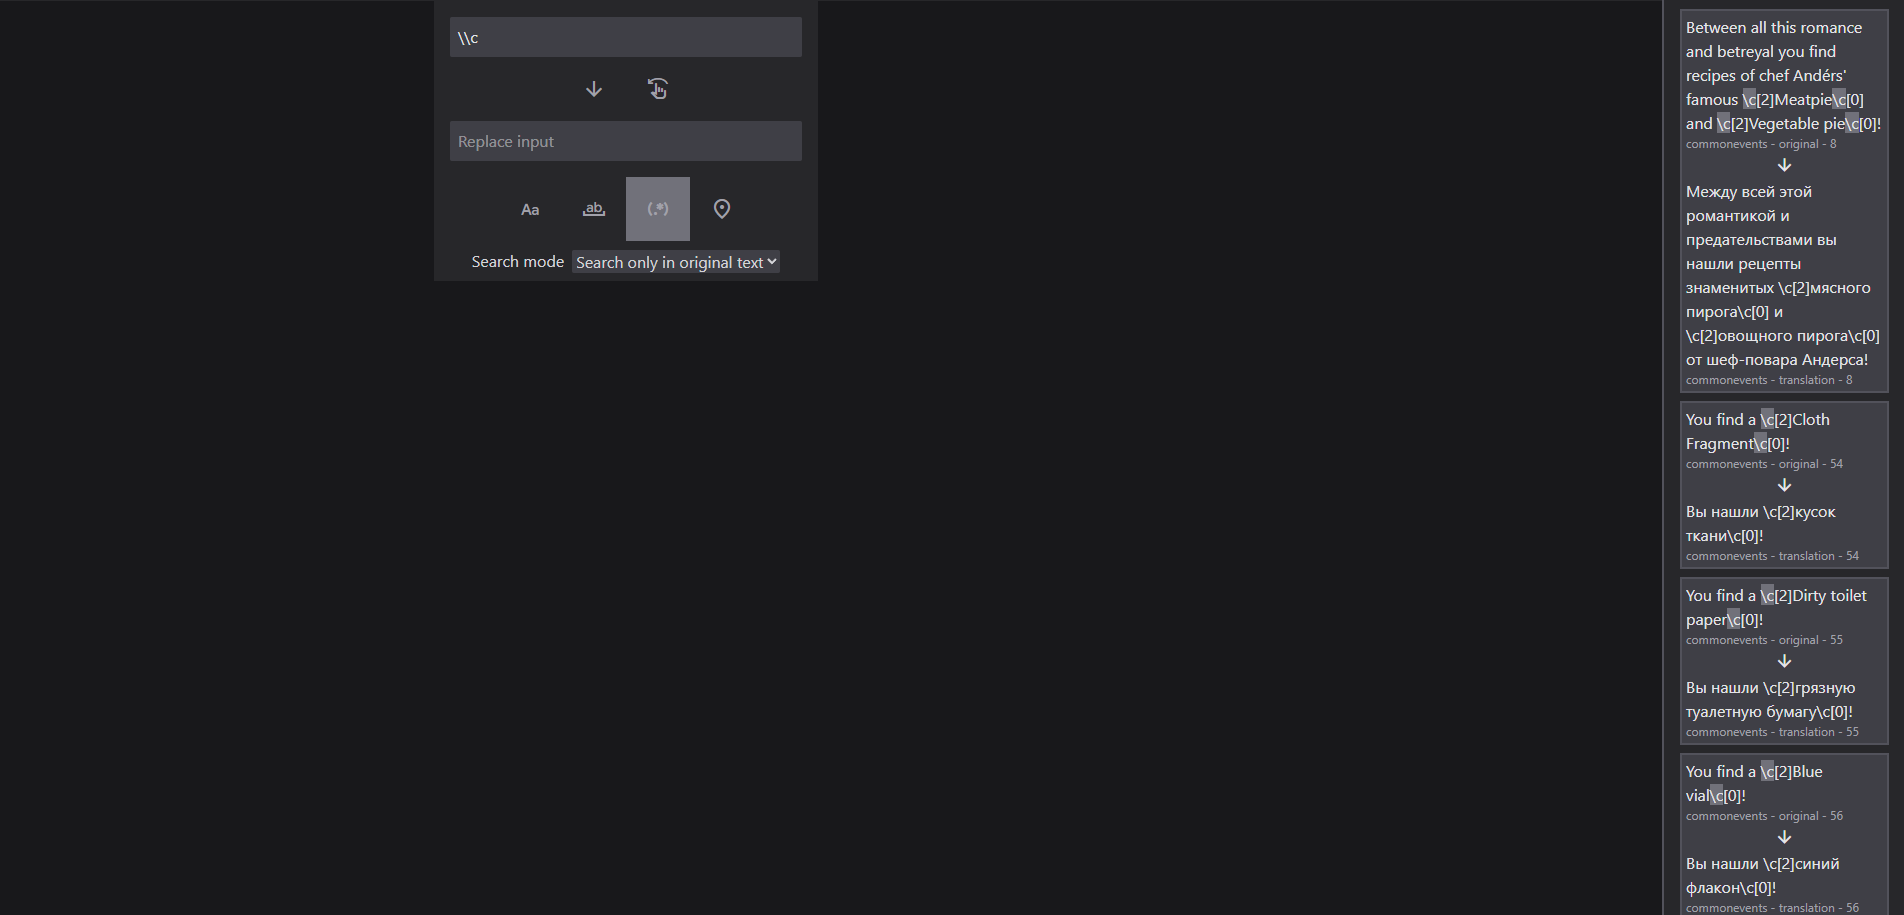 \\c
Replace input
Aa
ab
(.*)
Search mode Search only in original text
Between all this romance
and betreyal you find
recipes of chef Andérs'
famous \c[2]Meatpie\c[0]
and \c[2]Vegetable pie\c[0]!
commonevents - original - 8
Между всей этой
романтикой и
предательствами вы
нашли рецепты
знаменитых \c[2]мясного
пирога\c[0] и
\c[2]овощного пирога\c[0]
от шеф-повара Андерса!
commonevents - translation - 8
You find a \c[2]Cloth
Fragment\c[0]!
commonevents - original - 54
Вы нашли \c[2]кусок
ткани\c[0]!
commonevents - translation - 54
You find a \c[2]Dirty toilet
paper\c[0]!
commonevents - original - 55
Вы нашли \c[2]грязную
туалетную бумагу\c[0]!
commonevents - translation - 55
You find a \c[2]Blue
vial\c[0]!
commonevents - original - 56
Вы нашли \c[2]синий
флакон\c[0]!
commonevents - translation - 56